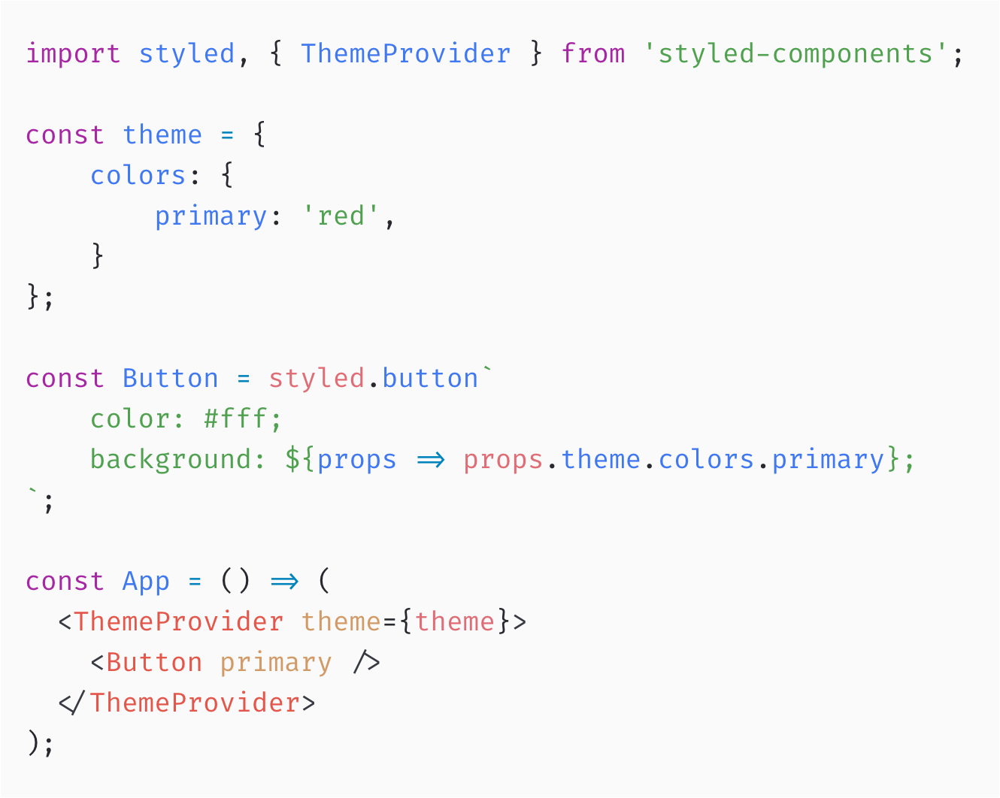 import styled, { ThemeProvider } from 'styled-components';
const theme = {
    colors: {
        primary: 'red',
    }
};
const Button = styled.button`
    color: #fff;
    background: ${props => props.theme.colors.primary};
`;
const App = () => (
  <ThemeProvider theme={theme}>
    <Button primary />
  </ThemeProvider>
);